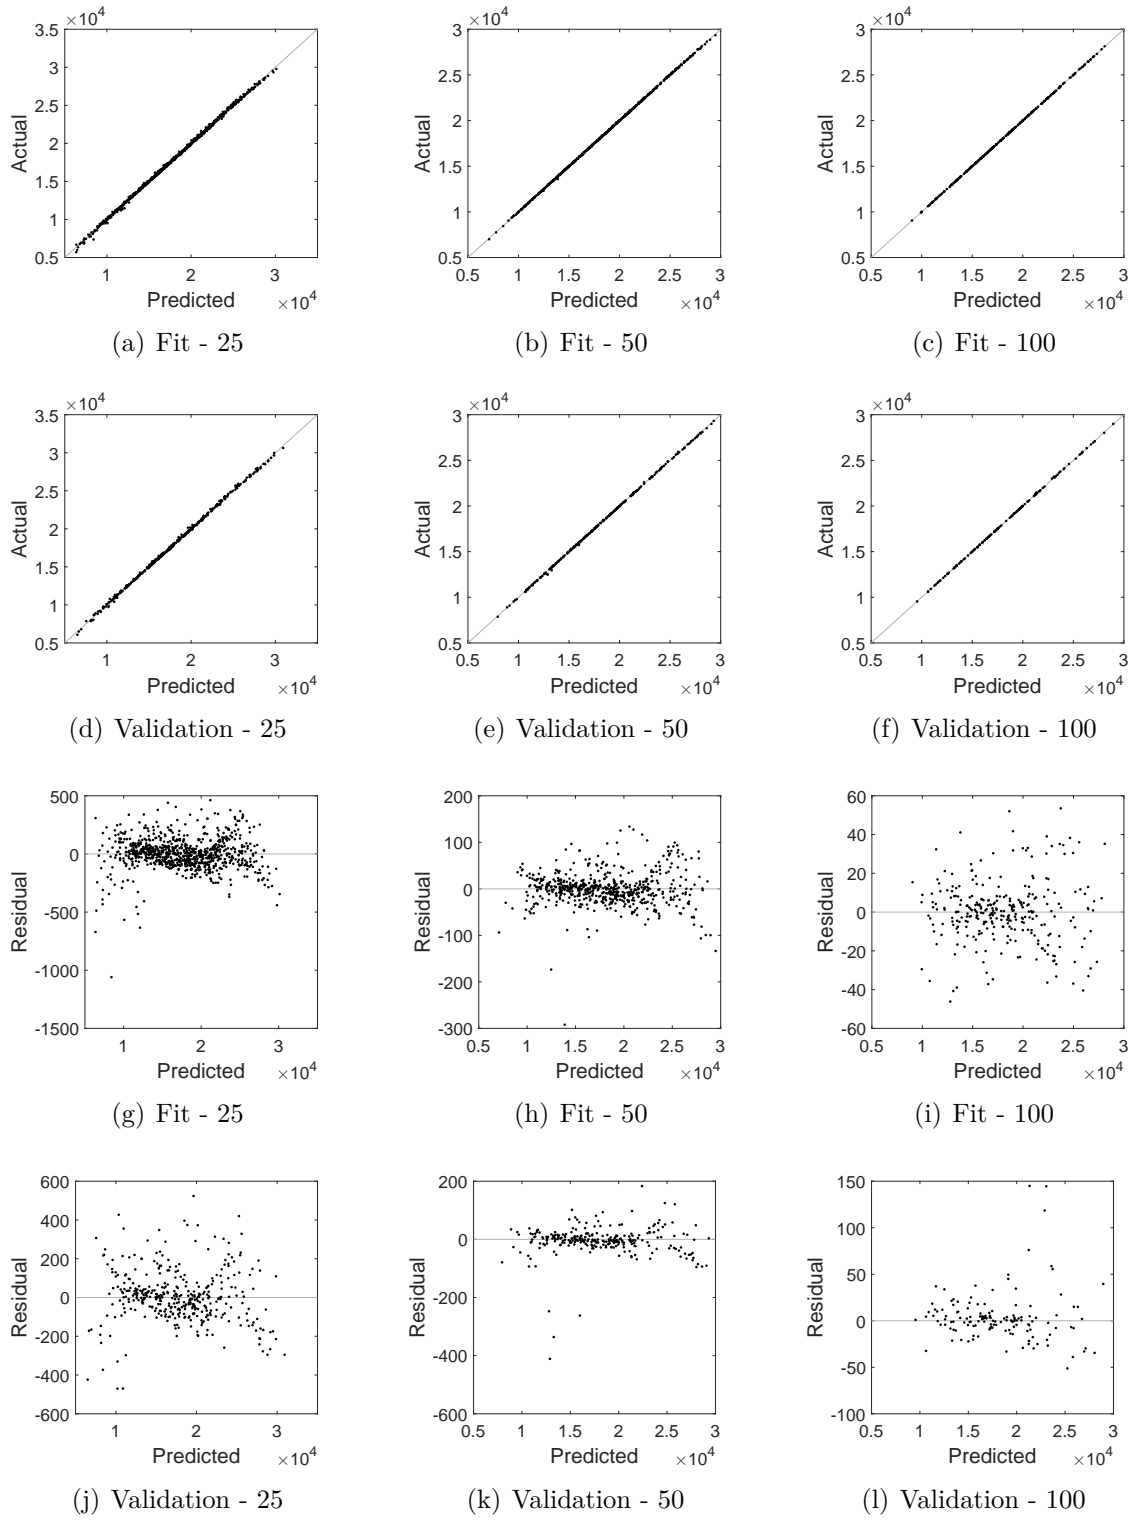 ×10⁴ ×10⁴ ×10⁴
3.5 3 3
3 2.5 2.5
2.5 2 2
2 1.5 1.5
1.5 1 1
1 0.5 0.5
0.5
Actual Actual Actual
1 2 3 0.5 1 1.5 2 2.5 3 0.5 1 1.5 2 2.5 3
Predicted ×10⁴ Predicted ×10⁴ Predicted ×10⁴
(a) Fit - 25 (b) Fit - 50 (c) Fit - 100
×10⁴ ×10⁴ ×10⁴
3.5 3 3
3 2.5 2.5
2.5 2 2
2 1.5 1.5
1.5 1 1
1 0.5 0.5
0.5
Actual Actual Actual
1 2 3 0.5 1 1.5 2 2.5 3 0.5 1 1.5 2 2.5 3
Predicted ×10⁴ Predicted ×10⁴ Predicted ×10⁴
(d) Validation - 25 (e) Validation - 50 (f) Validation - 100
500 200 60
0 100 40
-500 0 20
-1000 -100 0
-1500 -200 -20
-300 -40
-60
Residual Residual Residual
1 2 3 0.5 1 1.5 2 2.5 3 0.5 1 1.5 2 2.5 3
Predicted ×10⁴ Predicted ×10⁴ Predicted ×10⁴
(g) Fit - 25 (h) Fit - 50 (i) Fit - 100
600 200 150
400 0 100
200 -200 50
0 -400 0
-200 -600 -50
-400 -100
-600
Residual Residual Residual
1 2 3 0.5 1 1.5 2 2.5 3 0.5 1 1.5 2 2.5 3
Predicted ×10⁴ Predicted ×10⁴ Predicted ×10⁴
(j) Validation - 25 (k) Validation - 50 (l) Validation - 100